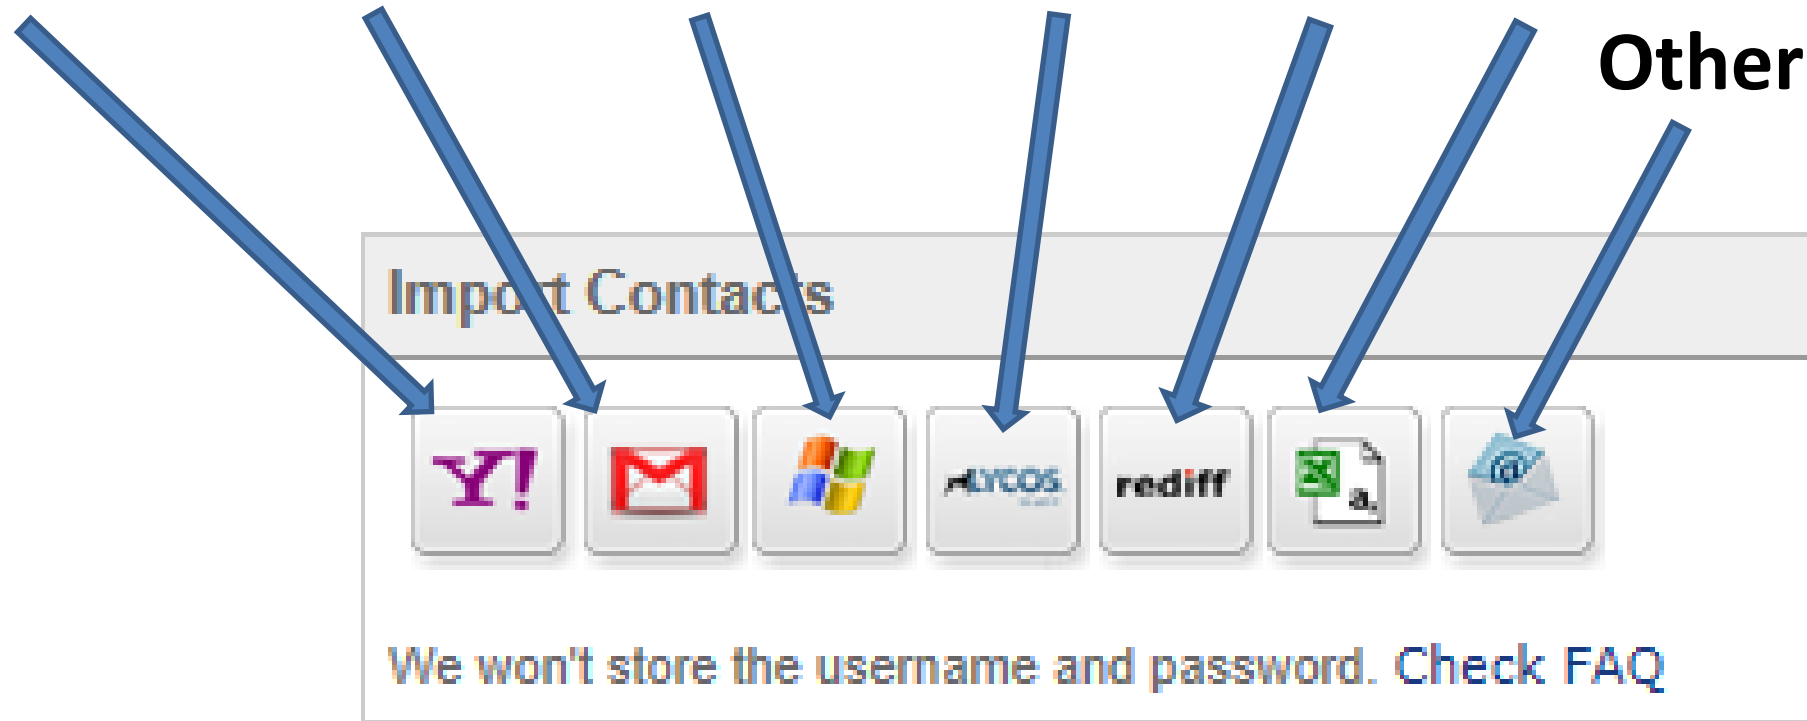 Other
Import Contacts
Y! LYCOS rediff a,
We won't store the username and password. Check FAQ